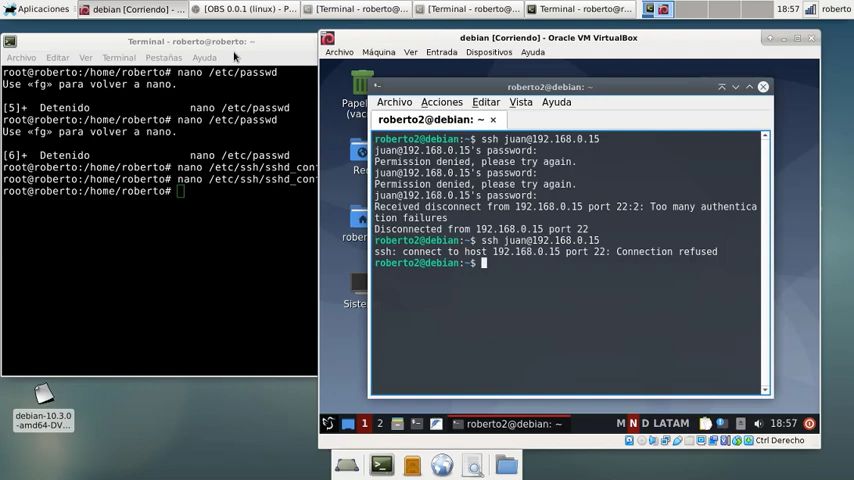 Aplicaciones
debian [Corriendo] - ...
[OBS 0.0.1 (linux) - P...
[Terminal - roberto@r...
[Terminal - roberto@r...
Terminal - roberto@r...
18:57
roberto
Terminal - roberto@roberto: ~
Archivo Editar Ver Terminal Pestañas Ayuda
root@roberto:/home/roberto# nano /etc/passwd
Use «fg» para volver a nano.
[5]+ Detenido nano /etc/passwd
root@roberto:/home/roberto# nano /etc/passwd
Use «fg» para volver a nano.
[6]+ Detenido nano /etc/passwd
root@roberto:/home/roberto# nano /etc/ssh/sshd_conf
root@roberto:/home/roberto# nano /etc/ssh/sshd_conf
root@roberto:/home/roberto#
debian-10.3.0
-amd64-DV...
debian [Corriendo] - Oracle VM VirtualBox
Archivo Máquina Ver Entrada Dispositivos Ayuda
Papel
(vac
Re
rober
Siste
roberto2@debian: ~
Archivo Acciones Editar Vista Ayuda
roberto2@debian: ~ ×
roberto2@debian:~$ ssh juan@192.168.0.15
juan@192.168.0.15's password:
Permission denied, please try again.
juan@192.168.0.15's password:
Permission denied, please try again.
juan@192.168.0.15's password:
Received disconnect from 192.168.0.15 port 22:2: Too many authentica
tion failures
Disconnected from 192.168.0.15 port 22
roberto2@debian:~$ ssh juan@192.168.0.15
ssh: connect to host 192.168.0.15 port 22: Connection refused
roberto2@debian:~$
1 2
roberto2@debian: ~
M N D LATAM
18:57
Ctrl Derecho